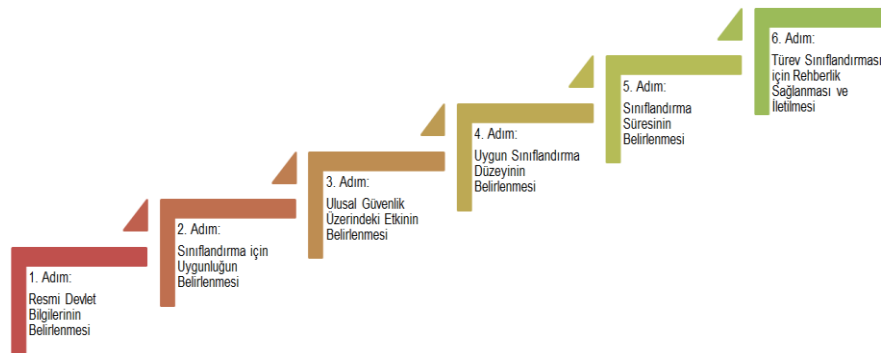 1. Adım:
Resmi Devlet
Bilgilerinin
Belirlenmesi
2. Adım:
Sınıflandırma için
Uygunluğun
Belirlenmesi
3. Adım:
Ulusal Güvenlik
Üzerindeki Etkinin
Belirlenmesi
4. Adım:
Uygun Sınıflandırma
Düzeyinin
Belirlenmesi
5. Adım:
Sınıflandırma
Süresinin
Belirlenmesi
6. Adım:
Türev Sınıflandırması
için Rehberlik
Sağlanması ve
İletilmesi